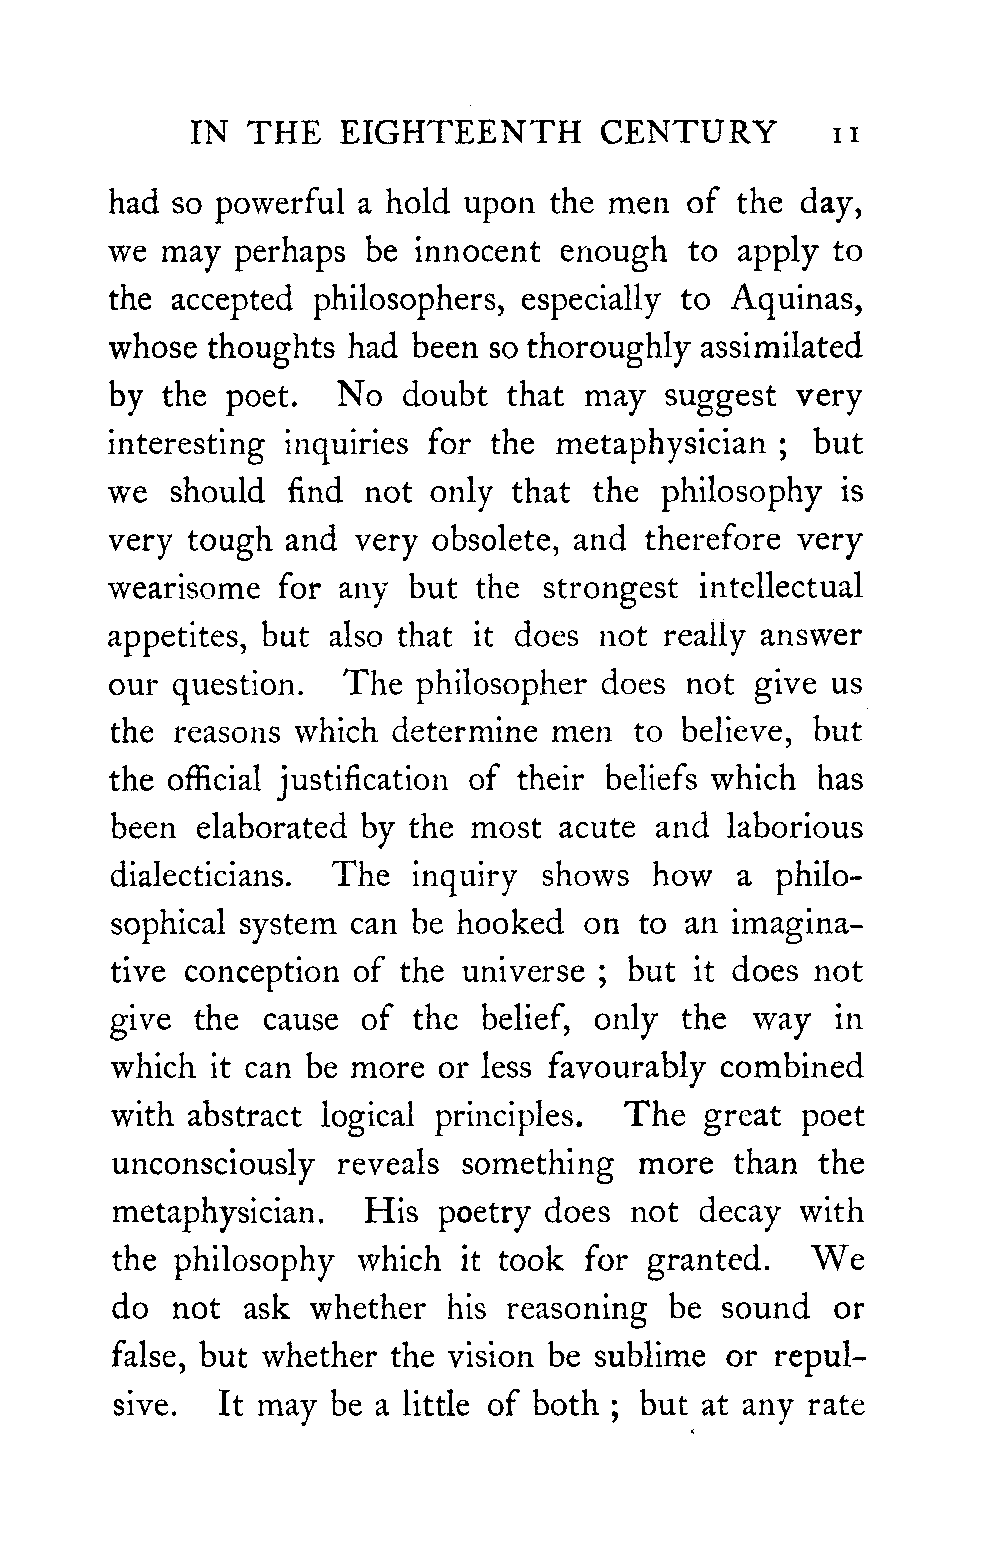 IN THE EIGHTEENTH CENTURY 11
had so powerful a hold upon the men of the day,
we may perhaps be innocent enough to apply to
the accepted philosophers, especially to Aquinas,
whose thoughts had been so thoroughly assimilated
by the poet. No doubt that may suggest very
interesting inquiries for the metaphysician ; but
we should find not only that the philosophy is
very tough and very obsolete, and therefore very
wearisome for any but the strongest intellectual
appetites, but also that it does not really answer
our question. The philosopher does not give us
the reasons which determine men to believe, but
the official justification of their beliefs which has
been elaborated by the most acute and laborious
dialecticians. The inquiry shows how a philo-
sophical system can be hooked on to an imagina-
tive conception of the universe ; but it does not
give the cause of the belief, only the way in
which it can be more or less favourably combined
with abstract logical principles. The great poet
unconsciously reveals something more than the
metaphysician. His poetry does not decay with
the philosophy which it took for granted. We
do not ask whether his reasoning be sound or
false, but whether the vision be sublime or repul-
sive. It may be a little of both ; but at any rate